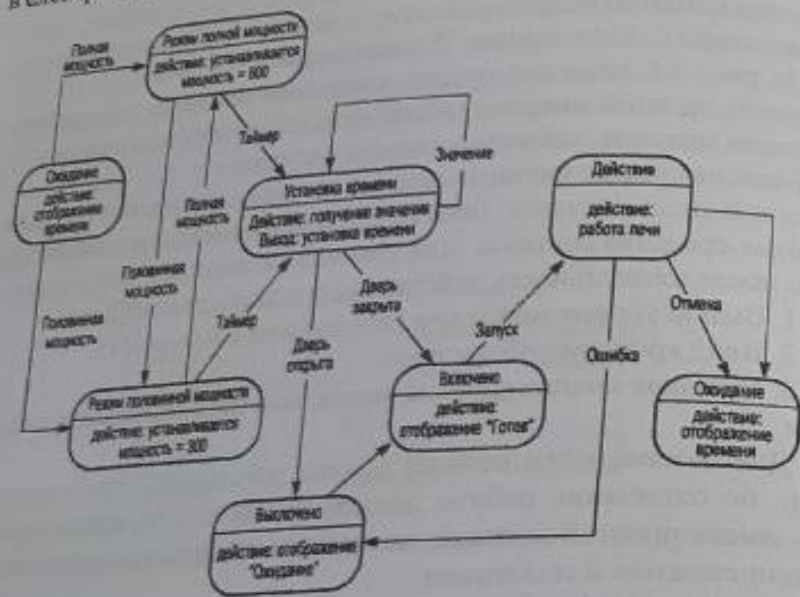 Полная
мощность
Режим полной мощности
действие: устанавливается
мощность = 600
Таймер
Значение
Ожидание
действие:
отображение
времени
Полная
мощность
Установка времени
Действие: получение значения
Выход: установка времени
Действие
действие:
работа печи
Половинная
мощность
Половинная
мощность
Таймер
Дверь
закрыта
Дверь
открыта
Запуск
Отмена
Ошибка
Режим половинной мощности
действие: устанавливается
мощность = 300
Включено
действие:
отображение "Готов"
Ожидание
действие:
отображение
времени
Выключено
действие: отображение
"Ожидание"